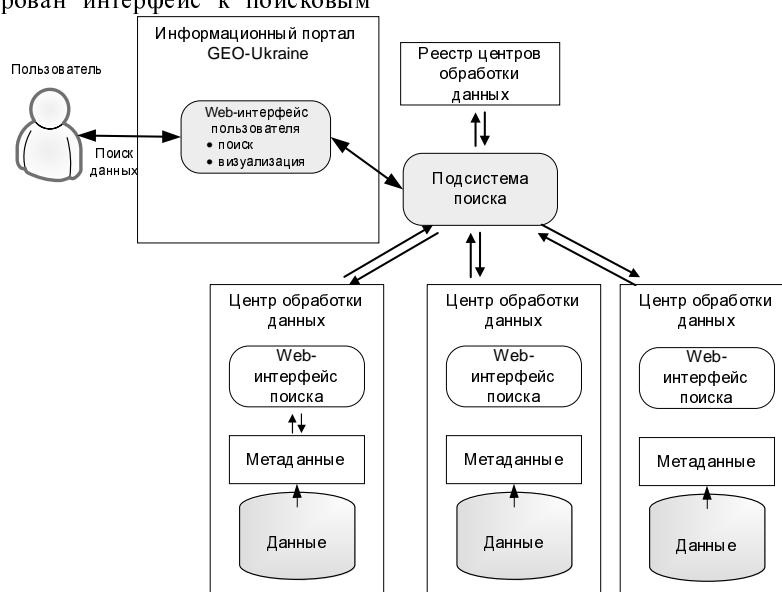 рован интерфейс к поисковым
Информационный портал
GEO-Ukraine
Пользователь
Web-интерфейс
пользователя
• поиск
• визуализация
Поиск
данных
Реестр центров
обработки
данных
Подсистема
поиска
Центр обработки
данных
Web-
интерфейс
поиска
Метаданные
Данные
Центр обработки
данных
Web-
интерфейс
поиска
Метаданные
Данные
Центр обработки
данных
Web-
интерфейс
поиска
Метаданные
Данные